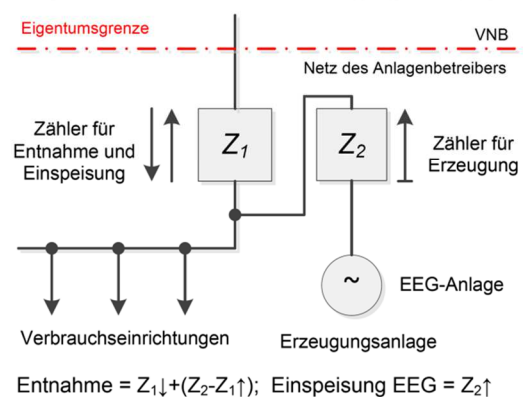 Eigentumsgrenze
VNB
Netz des Anlagenbetreibers
Zähler für
Entnahme und
Einspeisung
Z1
Z2
Zähler für
Erzeugung
~
EEG-Anlage
Verbrauchseinrichtungen
Erzeugungsanlage
Entnahme = Z1↓+(Z2-Z1↑); Einspeisung EEG = Z2↑